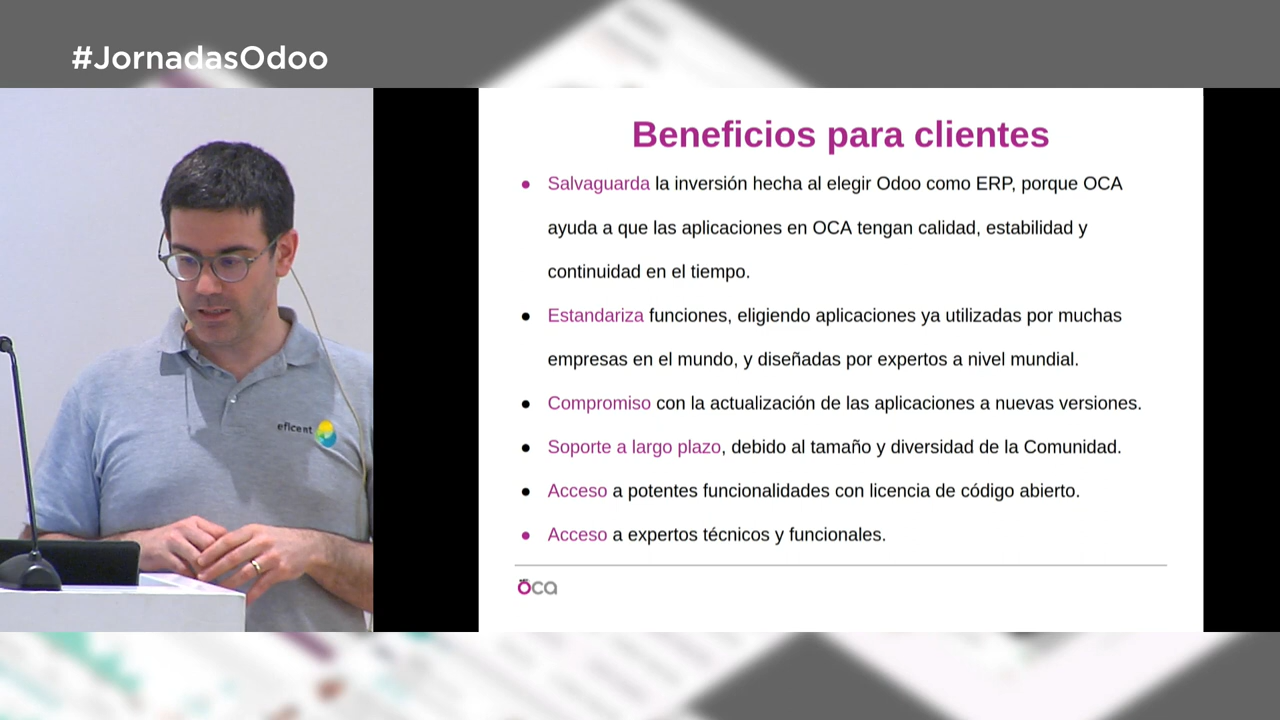 #JornadasOdoo
Beneficios para clientes
● Salvaguarda la inversión hecha al elegir Odoo como ERP, porque OCA
ayuda a que las aplicaciones en OCA tengan calidad, estabilidad y
continuidad en el tiempo.
● Estandariza funciones, eligiendo aplicaciones ya utilizadas por muchas
empresas en el mundo, y diseñadas por expertos a nivel mundial.
● Compromiso con la actualización de las aplicaciones a nuevas versiones.
● Soporte a largo plazo, debido al tamaño y diversidad de la Comunidad.
● Acceso a potentes funcionalidades con licencia de código abierto.
● Acceso a expertos técnicos y funcionales.
oca
eficent